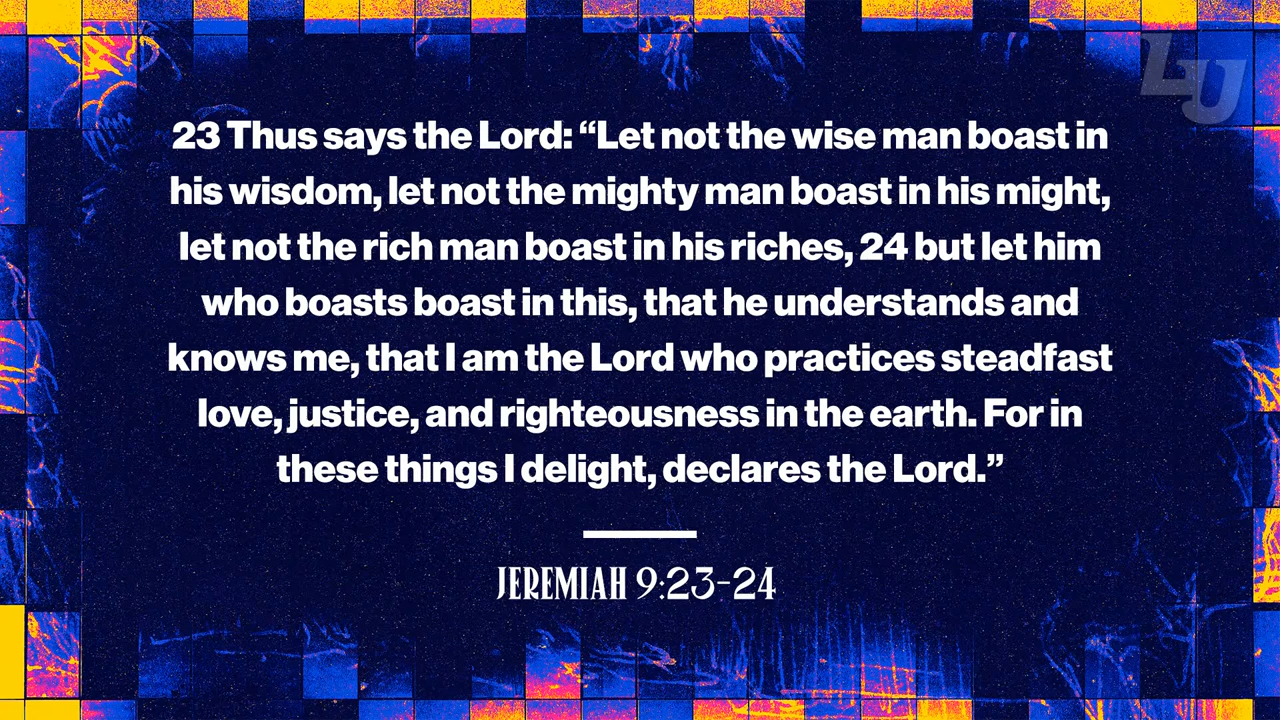 LU
23 Thus says the Lord: “Let not the wise man boast in
his wisdom, let not the mighty man boast in his might,
let not the rich man boast in his riches, 24 but let him
who boasts boast in this, that he understands and
knows me, that I am the Lord who practices steadfast
love, justice, and righteousness in the earth. For in
these things I delight, declares the Lord.”
JEREMIAH 9:23-24